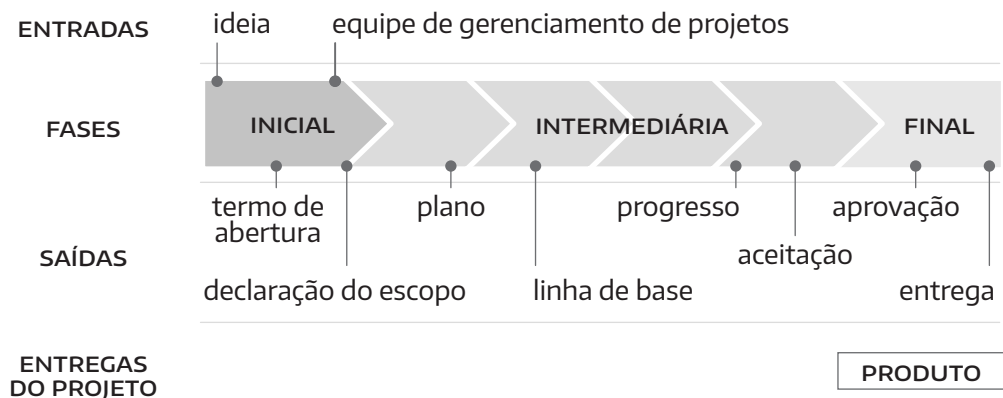 ENTRADAS
ideia
equipe de gerenciamento de projetos
FASES
INICIAL
INTERMEDIÁRIA
FINAL
SAÍDAS
termo de
abertura
plano
progresso
aprovação
aceitação
declaração do escopo
linha de base
entrega
ENTREGAS
DO PROJETO
PRODUTO